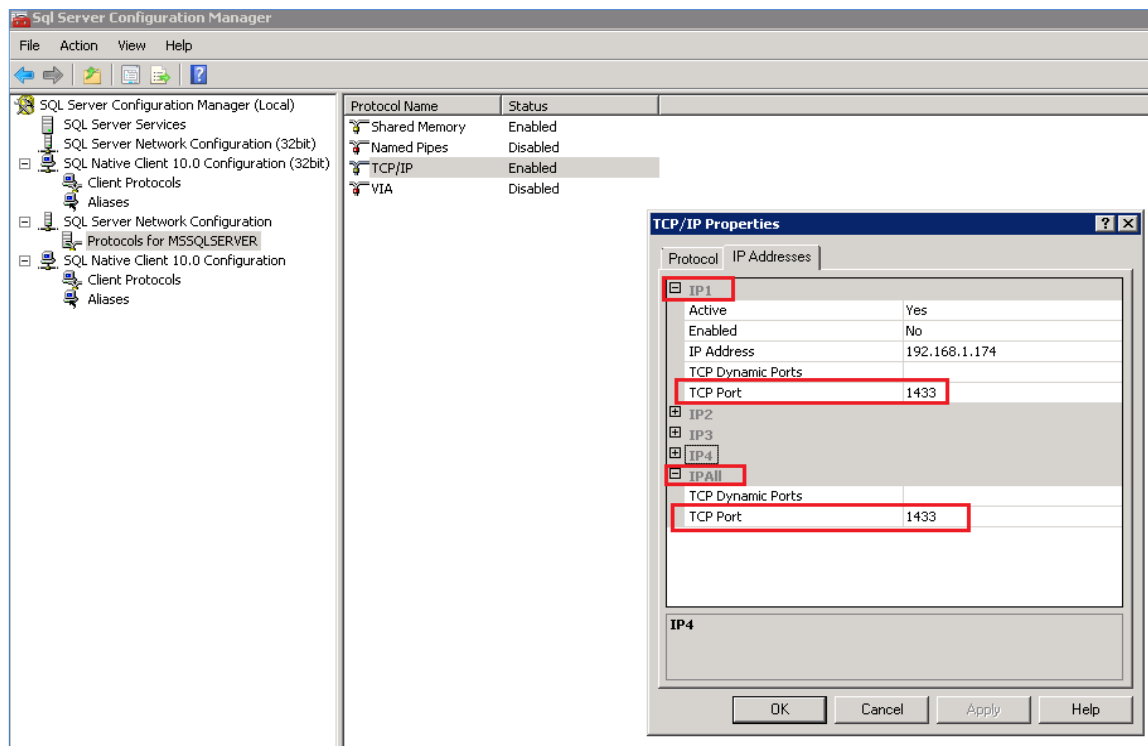 Sql Server Configuration Manager
File Action View Help
SQL Server Configuration Manager (Local)
SQL Server Services
SQL Server Network Configuration (32bit)
SQL Native Client 10.0 Configuration (32bit)
Client Protocols
Aliases
SQL Server Network Configuration
Protocols for MSSQLSERVER
SQL Native Client 10.0 Configuration
Client Protocols
Aliases
Protocol Name Status
Shared Memory Enabled
Named Pipes Disabled
TCP/IP Enabled
VIA Disabled
TCP/IP Properties
Protocol IP Addresses
IP1
Active Yes
Enabled No
IP Address 192.168.1.174
TCP Dynamic Ports
TCP Port 1433
IP2
IP3
IP4
IPAll
TCP Dynamic Ports
TCP Port 1433
IP4
OK Cancel Apply Help